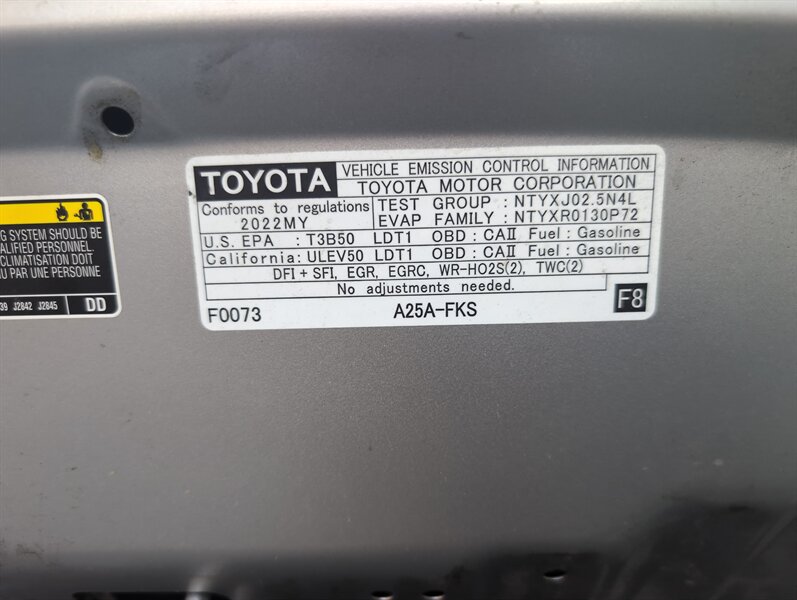 TOYOTA
VEHICLE EMISSION CONTROL INFORMATION
TOYOTA MOTOR CORPORATION
Conforms to regulations
2022MY
TEST GROUP : NTYXJ02.5N4L
EVAP FAMILY : NTYXR0130P72
U.S. EPA : T3B50 LDT1 OBD : CAII Fuel : Gasoline
California: ULEV50 LDT1 OBD : CAII Fuel : Gasoline
DFI + SFI, EGR, EGRC, WR-HO2S(2), TWC(2)
No adjustments needed.
F0073 A25A-FKS F8
G SYSTEM SHOULD BE
ALIFIED PERSONNEL.
CLIMATISATION DOIT
U PAR UNE PERSONNE
39 J2842 J2845 DD